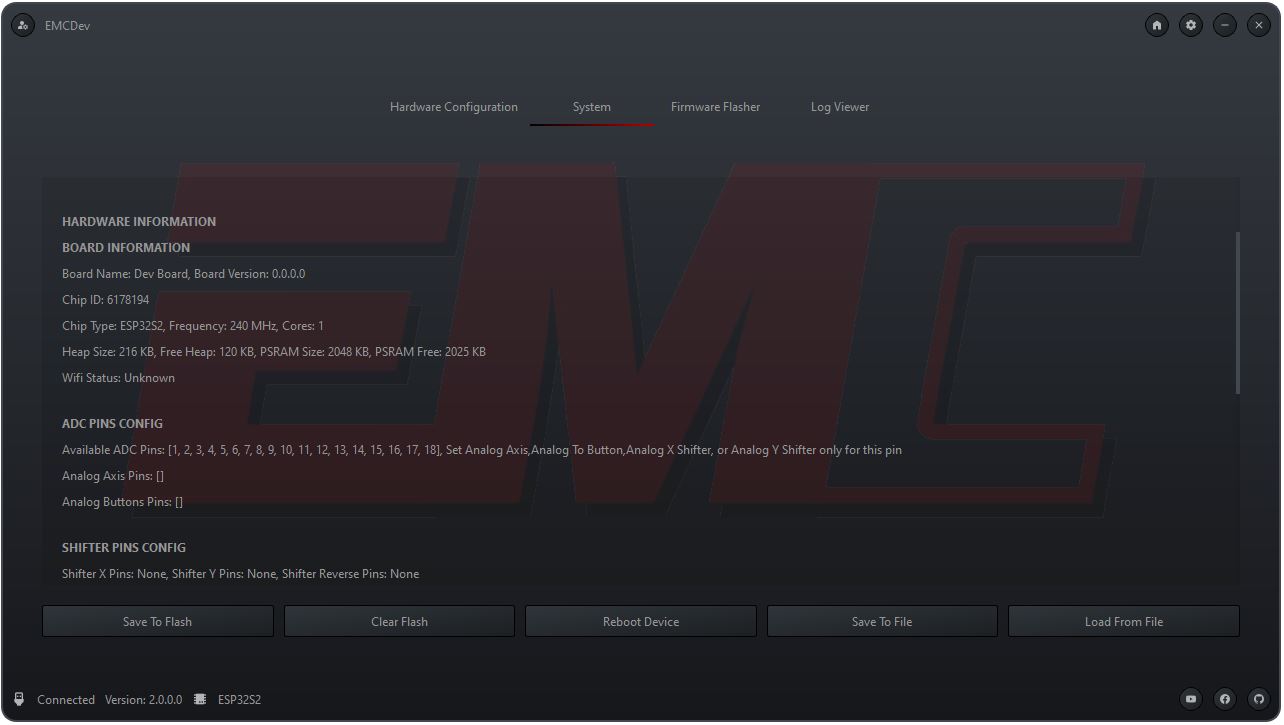 EMCDev
Hardware Configuration System Firmware Flasher Log Viewer
EMC
HARDWARE INFORMATION
BOARD INFORMATION
Board Name: Dev Board, Board Version: 0.0.0.0
Chip ID: 6178194
Chip Type: ESP32S2, Frequency: 240 MHz, Cores: 1
Heap Size: 216 KB, Free Heap: 120 KB, PSRAM Size: 2048 KB, PSRAM Free: 2025 KB
Wifi Status: Unknown
ADC PINS CONFIG
Available ADC Pins: [1, 2, 3, 4, 5, 6, 7, 8, 9, 10, 11, 12, 13, 14, 15, 16, 17, 18], Set Analog Axis,Analog To Button,Analog X Shifter, or Analog Y Shifter only for this pin
Analog Axis Pins: []
Analog Buttons Pins: []
SHIFTER PINS CONFIG
Shifter X Pins: None, Shifter Y Pins: None, Shifter Reverse Pins: None
Save To Flash Clear Flash Reboot Device Save To File Load From File
Connected Version: 2.0.0.0 ESP32S2